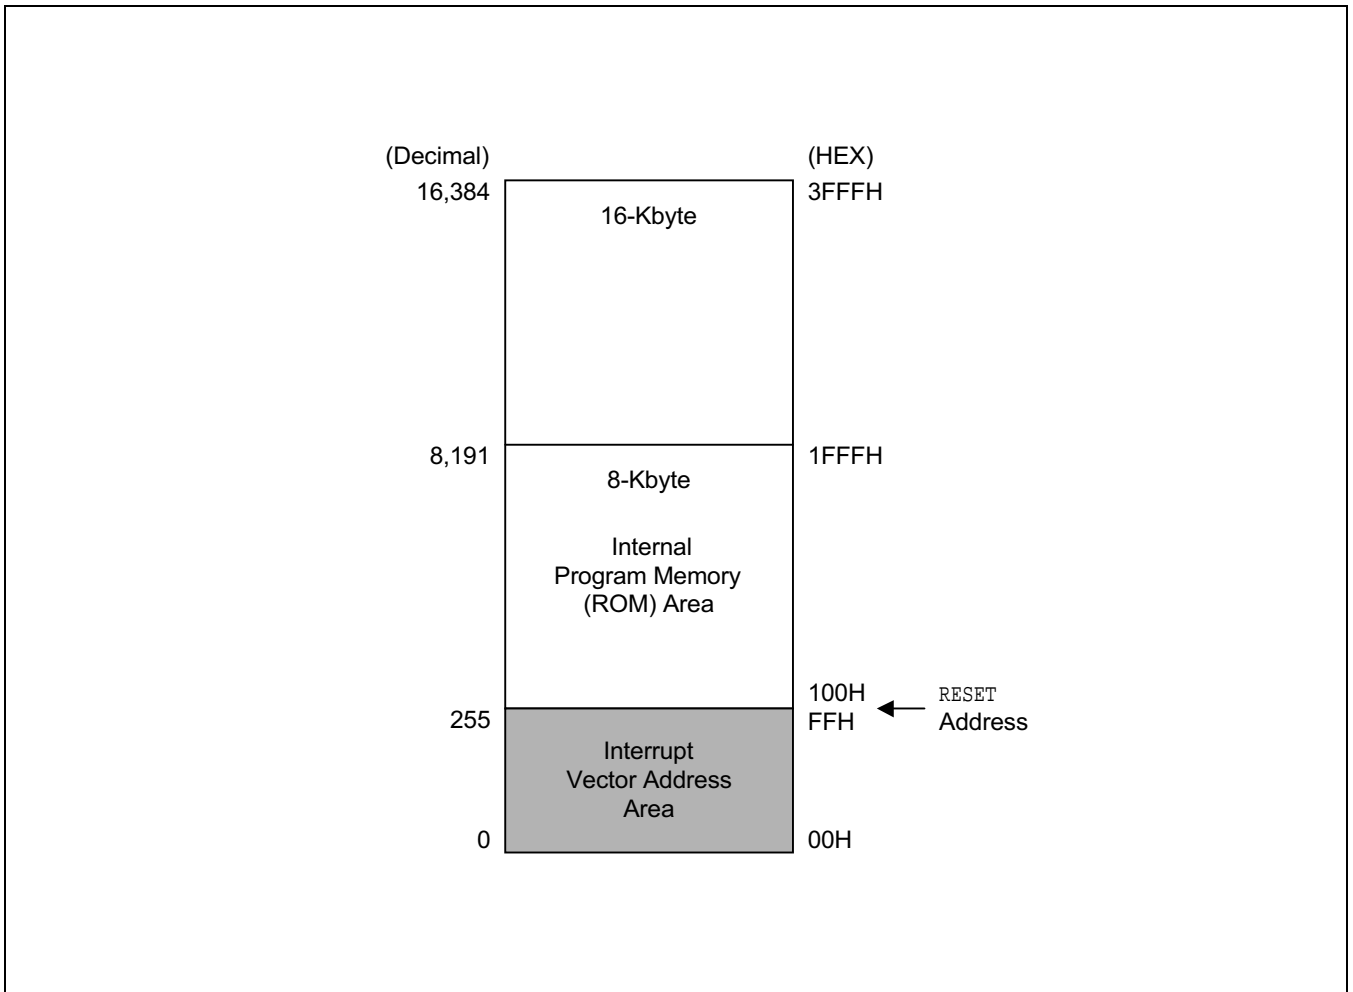 (Decimal) (HEX)
16,384 3FFFH
16-Kbyte
8,191 1FFFH
8-Kbyte
Internal
Program Memory
(ROM) Area
100H RESET
255 FFH Address
Interrupt
Vector Address
Area
0 00H